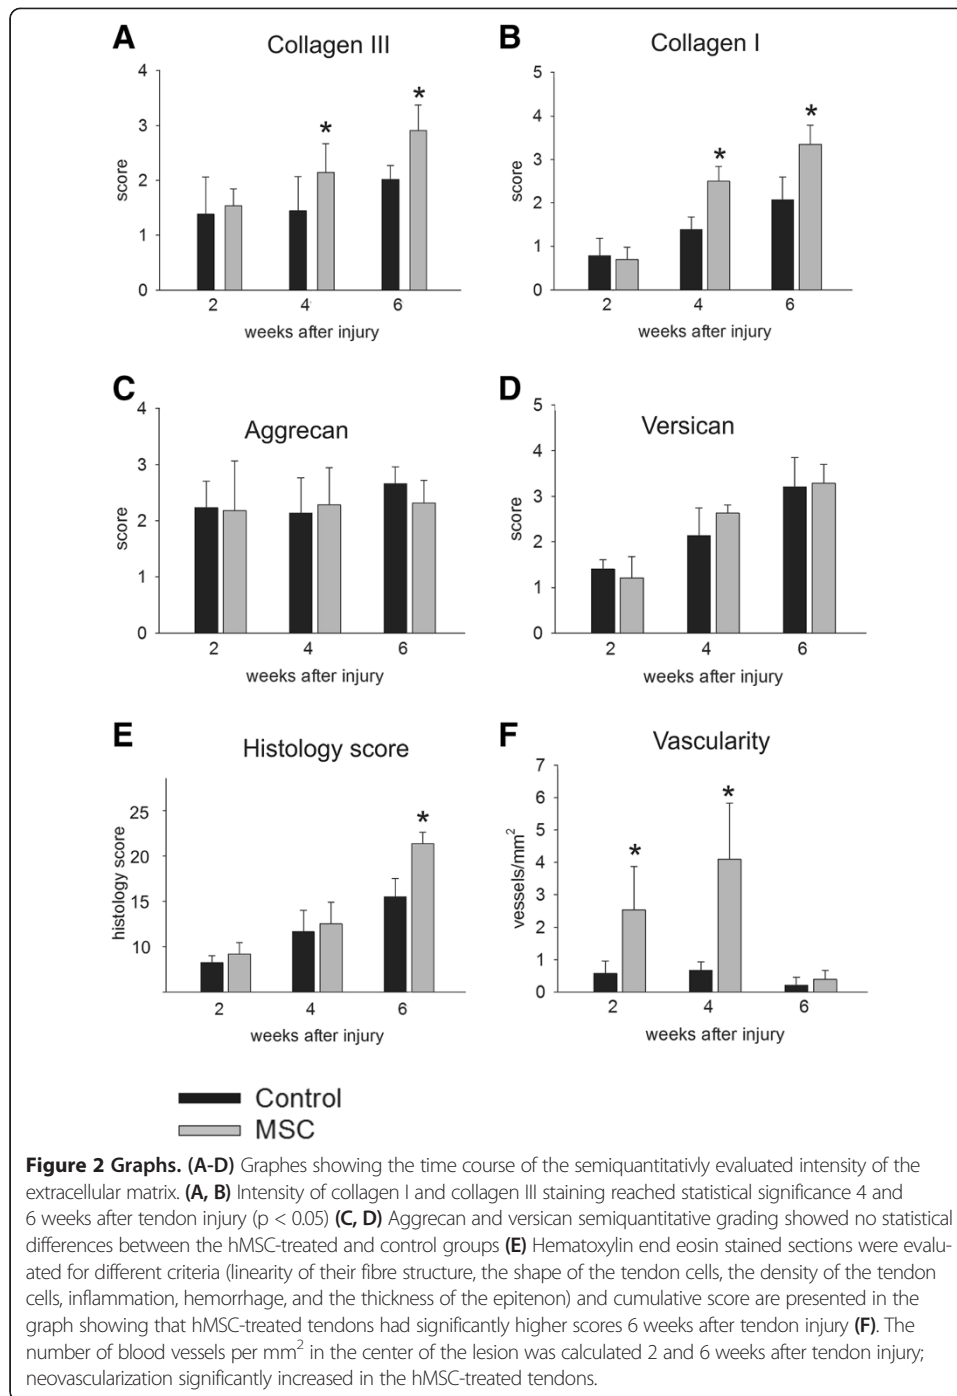 A
Collagen III
4
3
2
1
0
score
*
*
2
4
6
weeks after injury
B
Collagen I
5
4
3
2
1
0
score
*
*
2
4
6
weeks after injury
C
Aggrecan
4
3
2
1
0
score
2
4
6
weeks after injury
D
Versican
5
4
3
2
1
0
score
2
4
6
weeks after injury
E
Histology score
25
20
15
10
histology score
*
2
4
6
weeks after injury
F
Vascularity
7
6
5
4
3
2
1
0
vessels/mm²
*
*
2
4
6
weeks after injury
Control
MSC
Figure 2 Graphs. (A-D) Graphes showing the time course of the semiquantitativly evaluated intensity of the
extracellular matrix. (A, B) Intensity of collagen I and collagen III staining reached statistical significance 4 and
6 weeks after tendon injury (p < 0.05) (C, D) Aggrecan and versican semiquantitative grading showed no statistical
differences between the hMSC-treated and control groups (E) Hematoxylin end eosin stained sections were evalu-
ated for different criteria (linearity of their fibre structure, the shape of the tendon cells, the density of the tendon
cells, inflammation, hemorrhage, and the thickness of the epitenon) and cumulative score are presented in the
graph showing that hMSC-treated tendons had significantly higher scores 6 weeks after tendon injury (F). The
number of blood vessels per mm² in the center of the lesion was calculated 2 and 6 weeks after tendon injury;
neovascularization significantly increased in the hMSC-treated tendons.